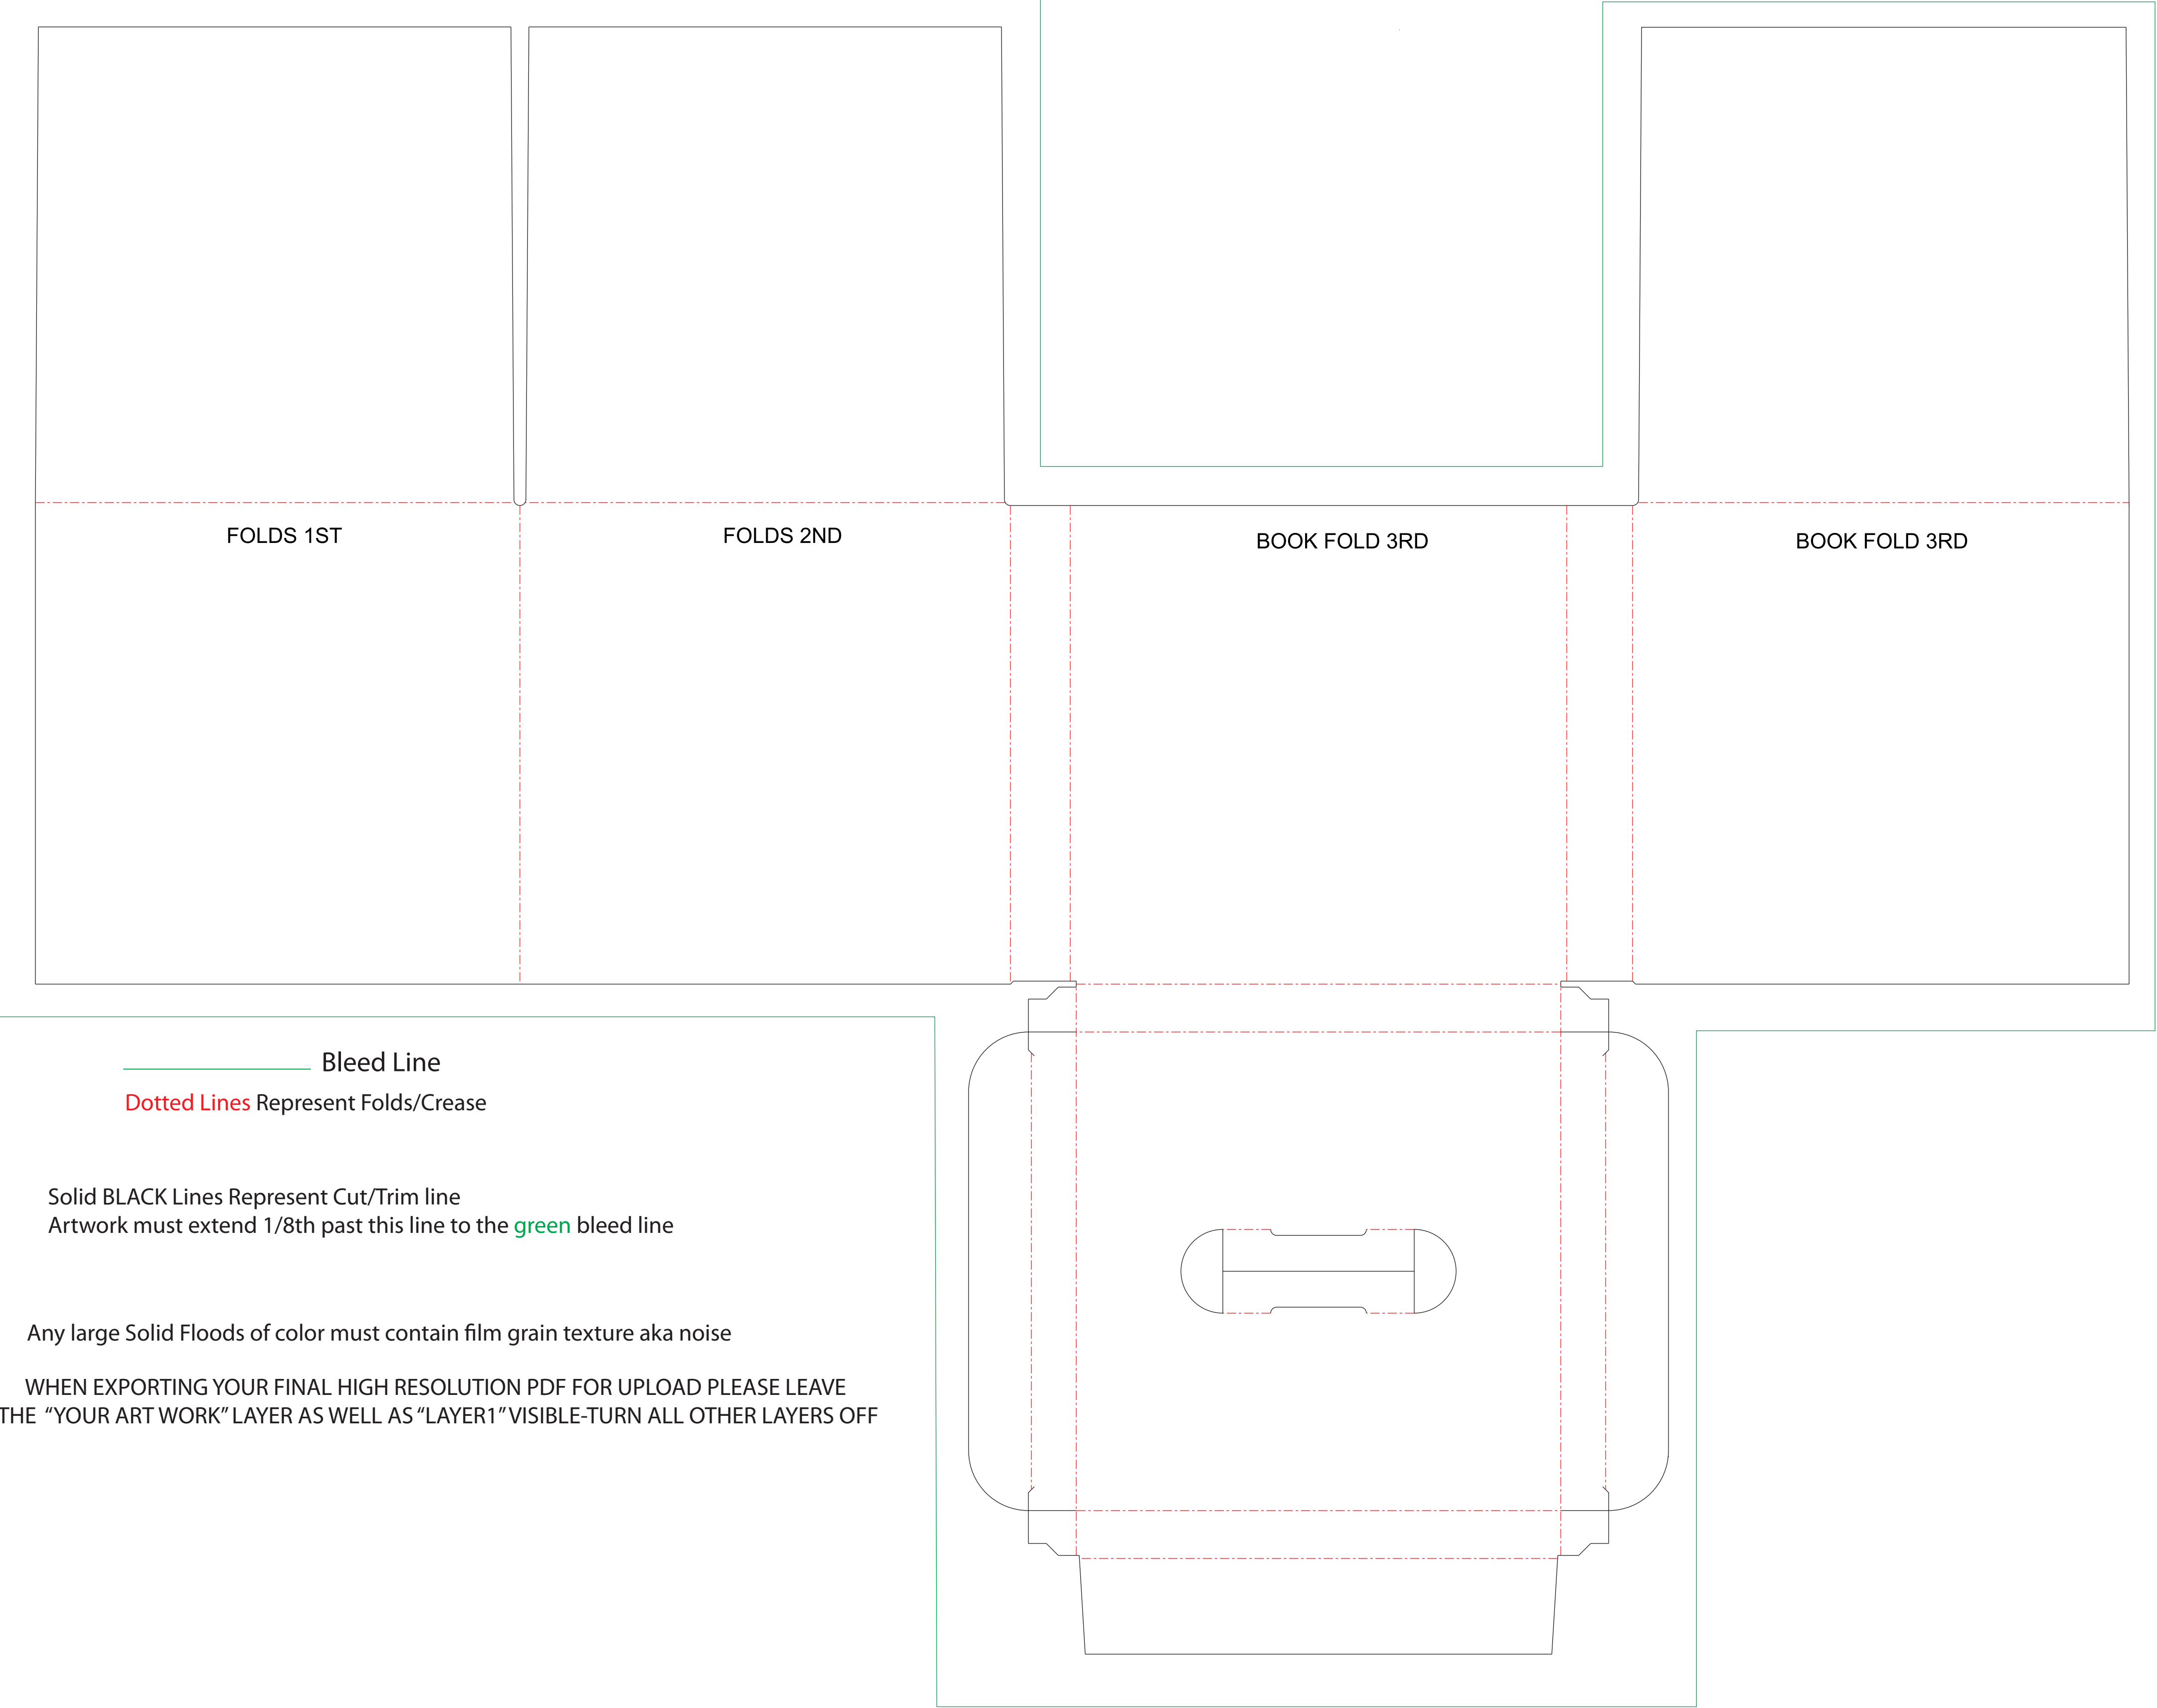 FOLDS 1ST
FOLDS 2ND
BOOK FOLD 3RD
BOOK FOLD 3RD
Bleed Line
Dotted Lines Represent Folds/Crease
Solid BLACK Lines Represent Cut/Trim line
Artwork must extend 1/8th past this line to the green bleed line
Any large Solid Floods of color must contain film grain texture aka noise
WHEN EXPORTING YOUR FINAL HIGH RESOLUTION PDF FOR UPLOAD PLEASE LEAVE
THE “YOUR ART WORK” LAYER AS WELL AS “LAYER1” VISIBLE-TURN ALL OTHER LAYERS OFF